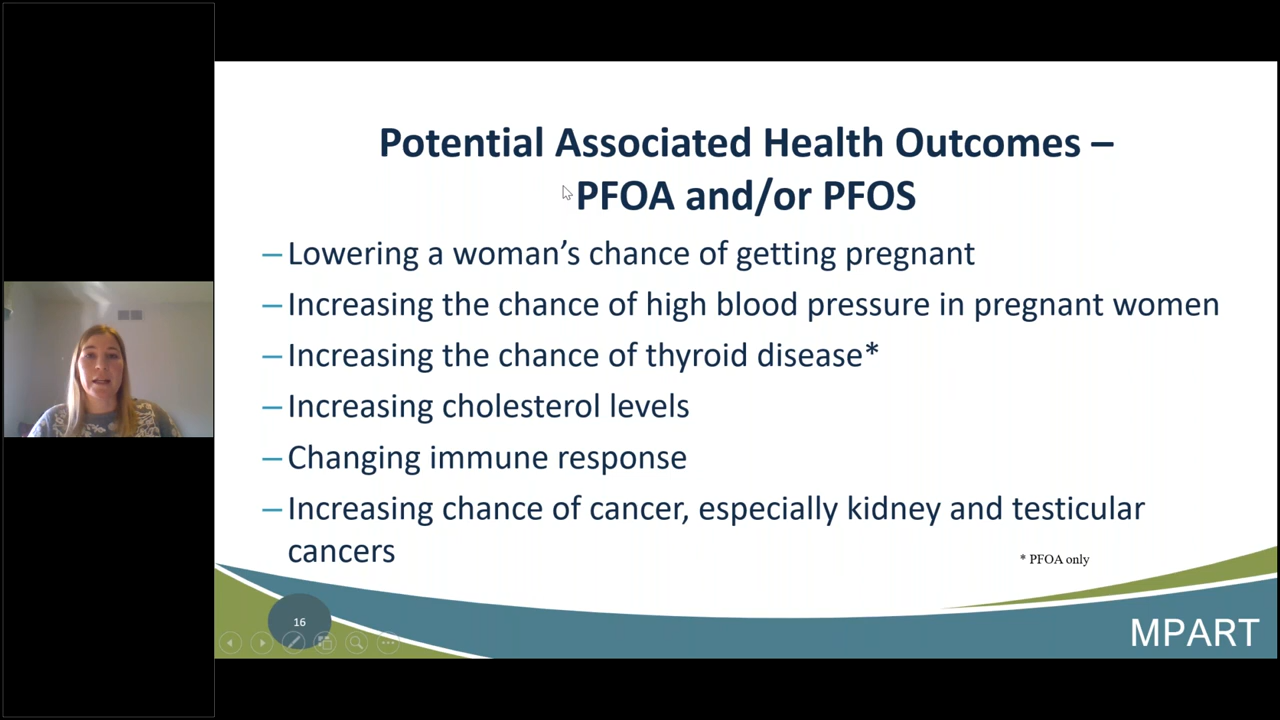 Potential Associated Health Outcomes –
PFOA and/or PFOS
– Lowering a woman’s chance of getting pregnant
– Increasing the chance of high blood pressure in pregnant women
– Increasing the chance of thyroid disease*
– Increasing cholesterol levels
– Changing immune response
– Increasing chance of cancer, especially kidney and testicular
cancers
* PFOA only
16
MPART